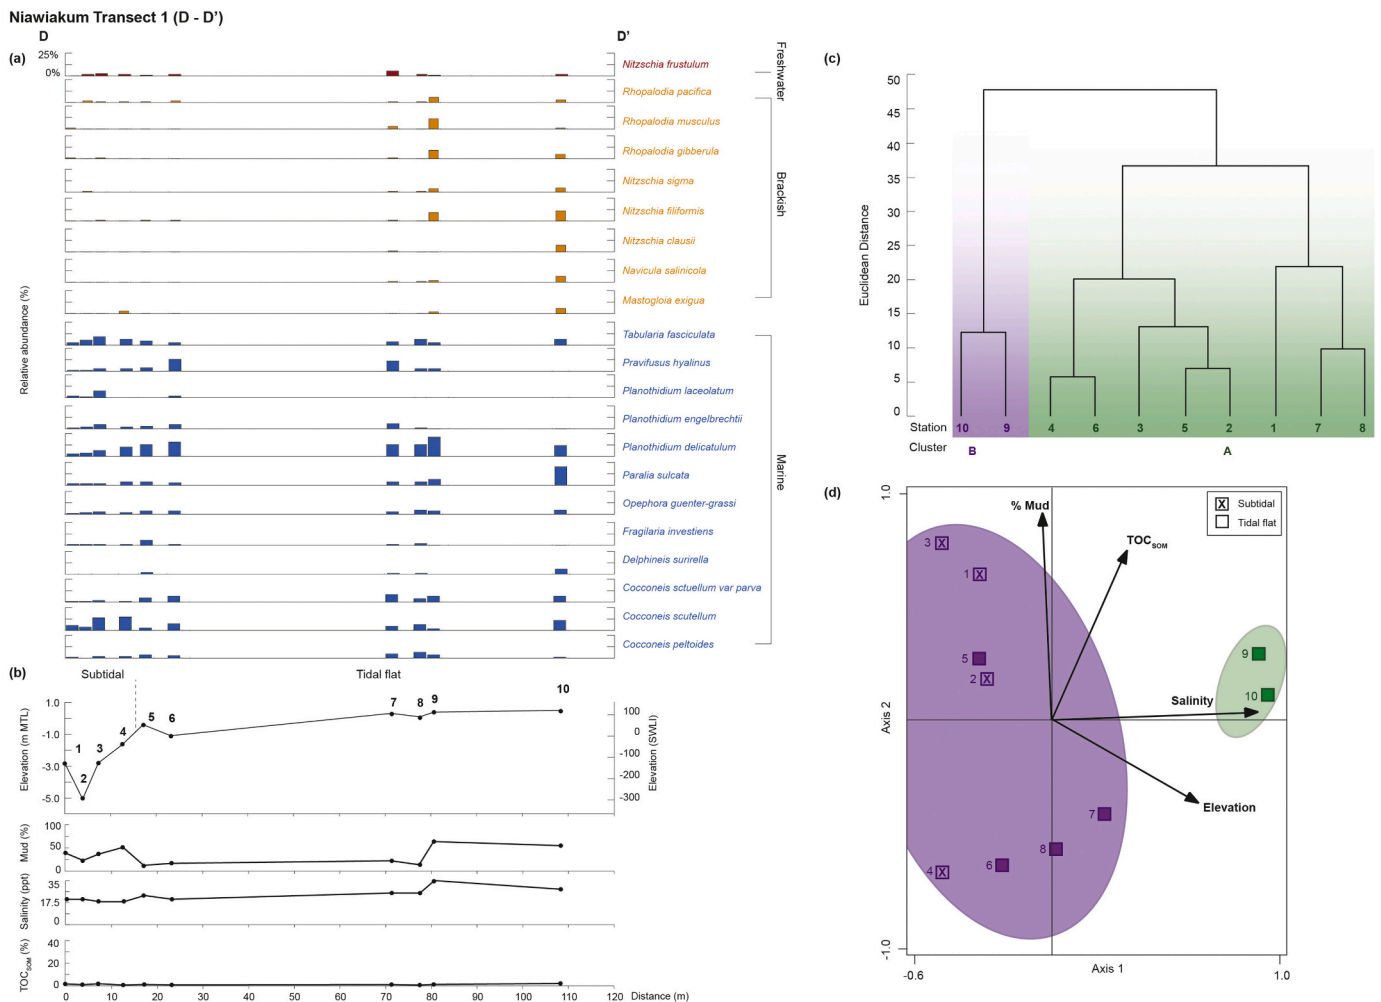 Niawiakum Transect 1 (D - D’)
D
D’
(a)
25%
0%
Relative abundance (%)
Nitzschia frustulum
Rhopalodia pacifica
Rhopalodia musculus
Rhopalodia gibberula
Nitzschia sigma
Nitzschia filiformis
Nitzschia clausii
Navicula salinicola
Mastogloia exigua
Tabularia fasciculata
Pravifusus hyalinus
Planothidium laceolatum
Planothidium engelbrechtii
Planothidium delicatulum
Paralia sulcata
Opephora guenter-grassi
Fragilaria investiens
Delphineis surirella
Cocconeis sctuellum var parva
Cocconeis scutellum
Cocconeis peltoides
Freshwater
Brackish
Marine
(b)
Subtidal
Tidal flat
Elevation (m MTL)
1.0
-1.0
-3.0
-5.0
1
2
3
4
5
6
7
8
9
10
100
0
-100
-200
-300
Elevation (SWLI)
Mud (%)
100
50
0
Salinity (ppt)
35
17.5
0
TOCSOM (%)
40
20
0
0 10 20 30 40 50 60 70 80 90 100 110 120 Distance (m)
(c)
Euclidean Distance
50
45
40
35
30
25
20
15
10
5
0
Station 10 9 4 6 3 5 2 1 7 8
Cluster B A
(d)
1.0
-1.0
Axis 2
X Subtidal
Tidal flat
% Mud
TOCSOM
Salinity
Elevation
3 X
1 X
5
2 X
9
10
7
8
6
4 X
-0.6
Axis 1
1.0